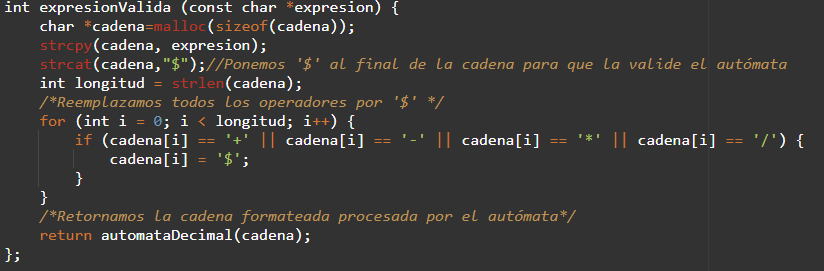 int expresionValida (const char *expresion) {
    char *cadena=malloc(sizeof(cadena));
    strcpy(cadena, expresion);
    strcat(cadena,"$");//Ponemos '$' al final de la cadena para que la valide el autómata
    int longitud = strlen(cadena);
    /*Reemplazamos todos los operadores por '$' */
    for (int i = 0; i < longitud; i++) {
        if (cadena[i] == '+' || cadena[i] == '-' || cadena[i] == '*' || cadena[i] == '/') {
            cadena[i] = '$';
        }
    }
    /*Retornamos la cadena formateada procesada por el autómata*/
    return automataDecimal(cadena);
};